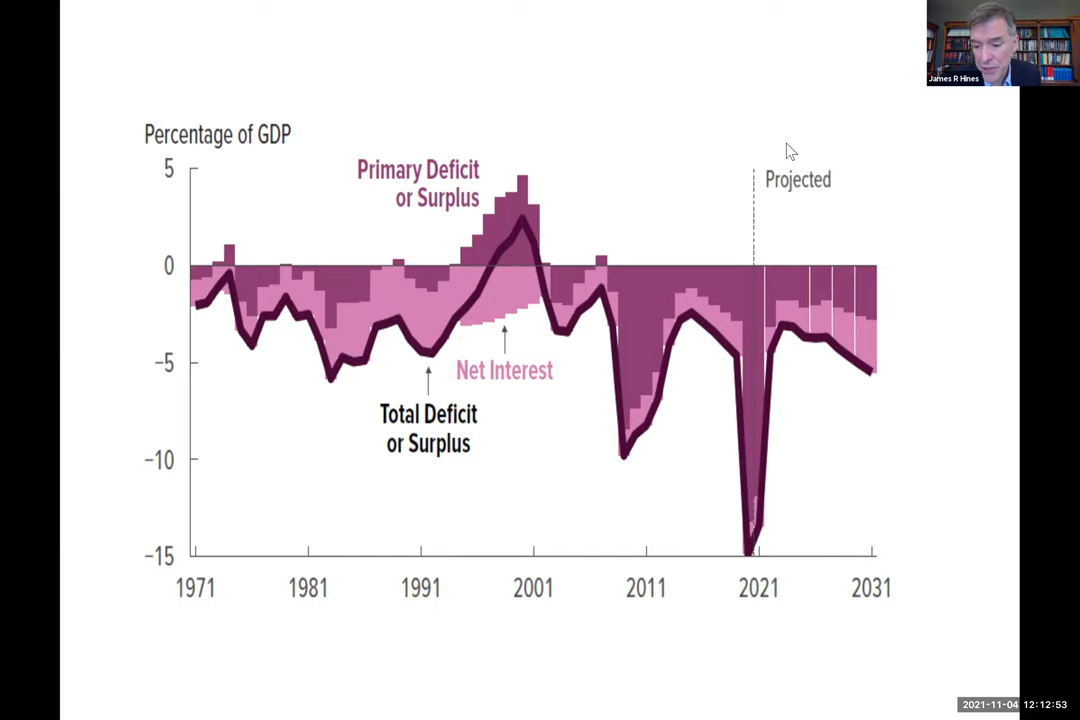 James R Hines
Percentage of GDP
5
Primary Deficit
or Surplus
Projected
0
−5
Net Interest
Total Deficit
or Surplus
−10
−15
1971
1981
1991
2001
2011
2021
2031
2021-11-04 12:12:53